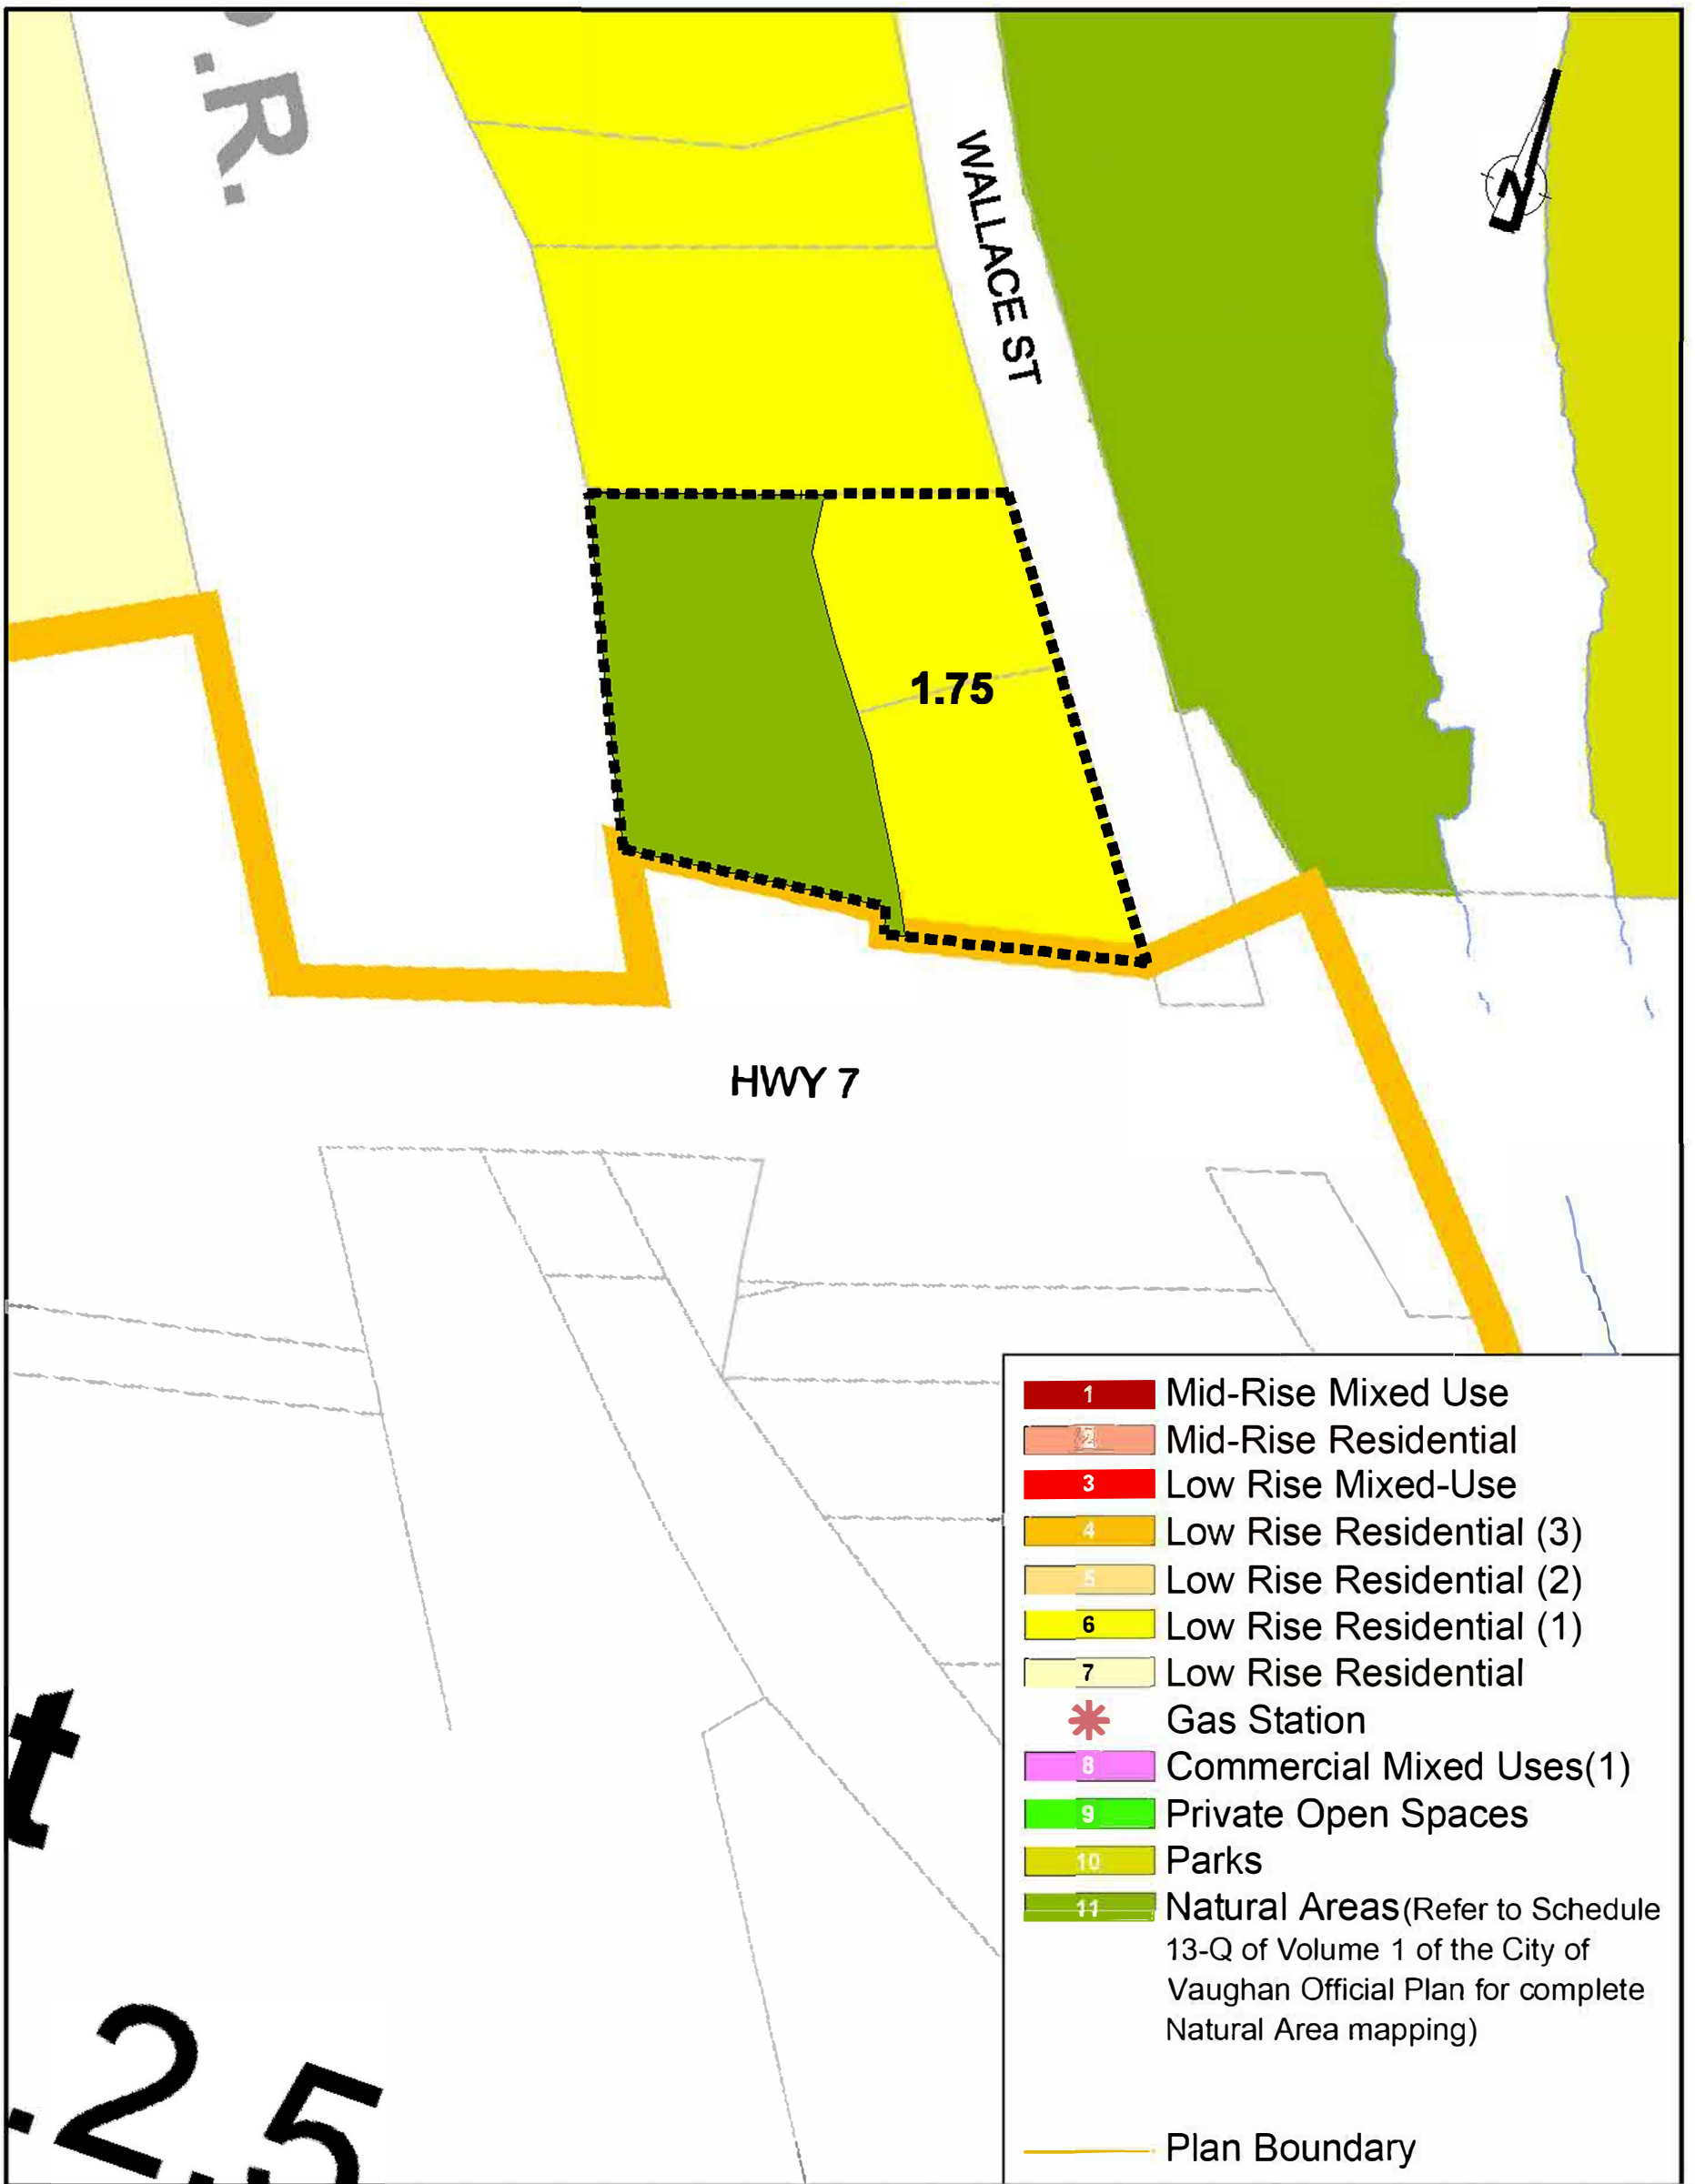 .R.
WALLACE ST
N
1.75
HWY 7
1 Mid-Rise Mixed Use
2 Mid-Rise Residential
3 Low Rise Mixed-Use
4 Low Rise Residential (3)
5 Low Rise Residential (2)
6 Low Rise Residential (1)
7 Low Rise Residential
Gas Station
8 Commercial Mixed Uses(1)
9 Private Open Spaces
10 Parks
11 Natural Areas(Refer to Schedule
13-Q of Volume 1 of the City of
Vaughan Official Plan for complete
Natural Area mapping)
Plan Boundary
t
.2.5